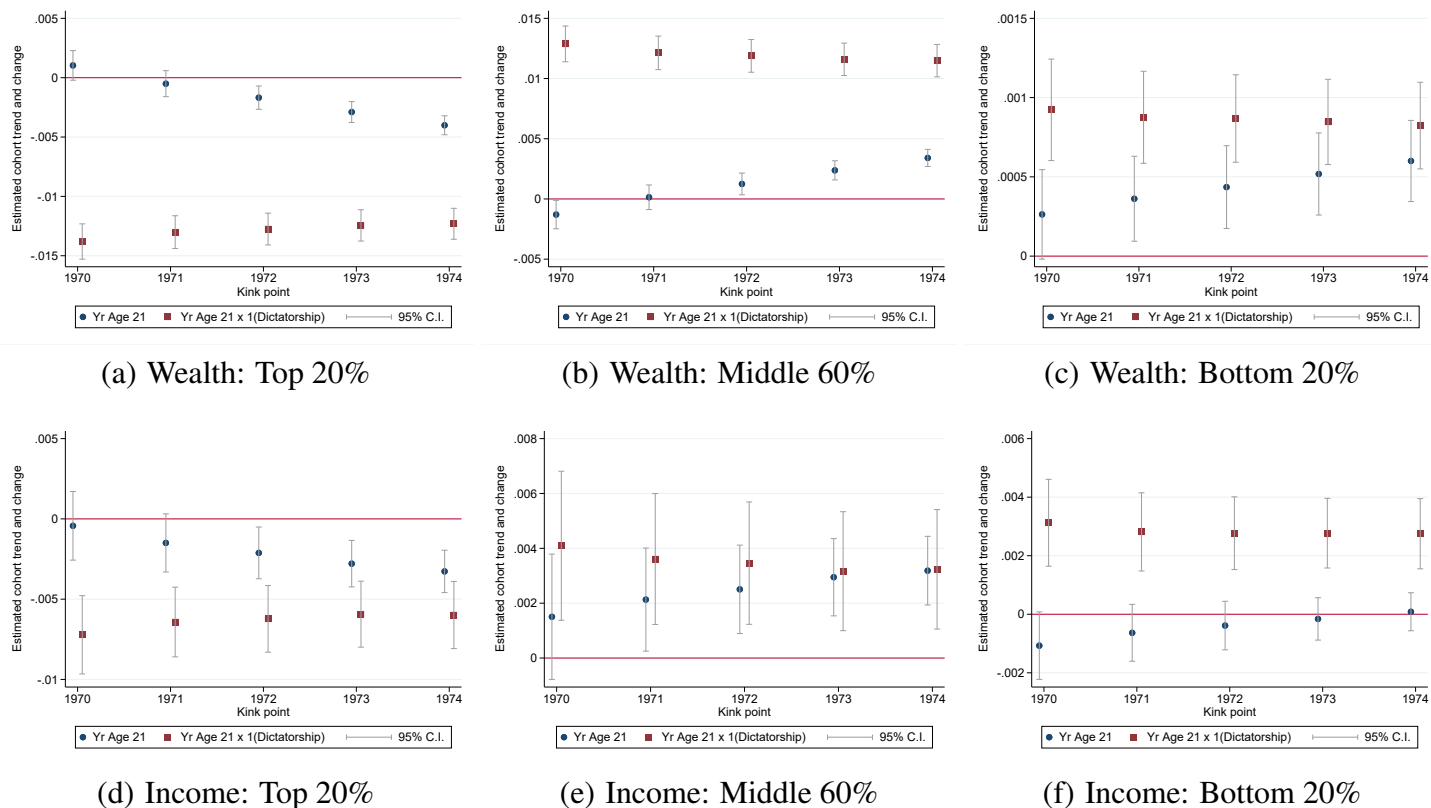 Estimated cohort trend and change
.005
0
-.005
-.01
-.015
1970 1971 1972 1973 1974
Kink point
Yr Age 21 Yr Age 21 x 1(Dictatorship) 95% C.I.
(a) Wealth: Top 20%
Estimated cohort trend and change
.015
.01
.005
0
-.005
1970 1971 1972 1973 1974
Kink point
Yr Age 21 Yr Age 21 x 1(Dictatorship) 95% C.I.
(b) Wealth: Middle 60%
Estimated cohort trend and change
.0015
.001
.0005
0
1970 1971 1972 1973 1974
Kink point
Yr Age 21 Yr Age 21 x 1(Dictatorship) 95% C.I.
(c) Wealth: Bottom 20%
Estimated cohort trend and change
.005
0
-.005
-.01
1970 1971 1972 1973 1974
Kink point
Yr Age 21 Yr Age 21 x 1(Dictatorship) 95% C.I.
(d) Income: Top 20%
Estimated cohort trend and change
.008
.006
.004
.002
0
1970 1971 1972 1973 1974
Kink point
Yr Age 21 Yr Age 21 x 1(Dictatorship) 95% C.I.
(e) Income: Middle 60%
Estimated cohort trend and change
.006
.004
.002
0
-.002
1970 1971 1972 1973 1974
Kink point
Yr Age 21 Yr Age 21 x 1(Dictatorship) 95% C.I.
(f) Income: Bottom 20%